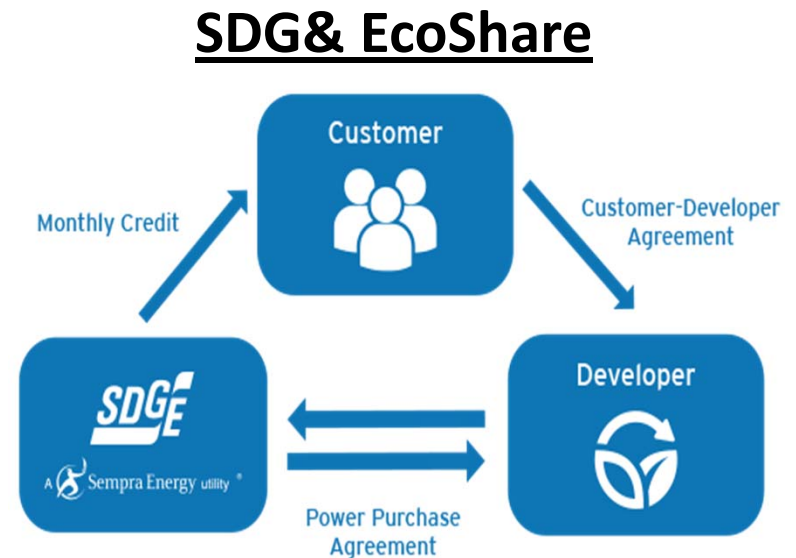 SDG& EcoShare
Customer
Monthly Credit
Customer-Developer
Agreement
SDGE
A Sempra Energy utility ®
Developer
Power Purchase
Agreement